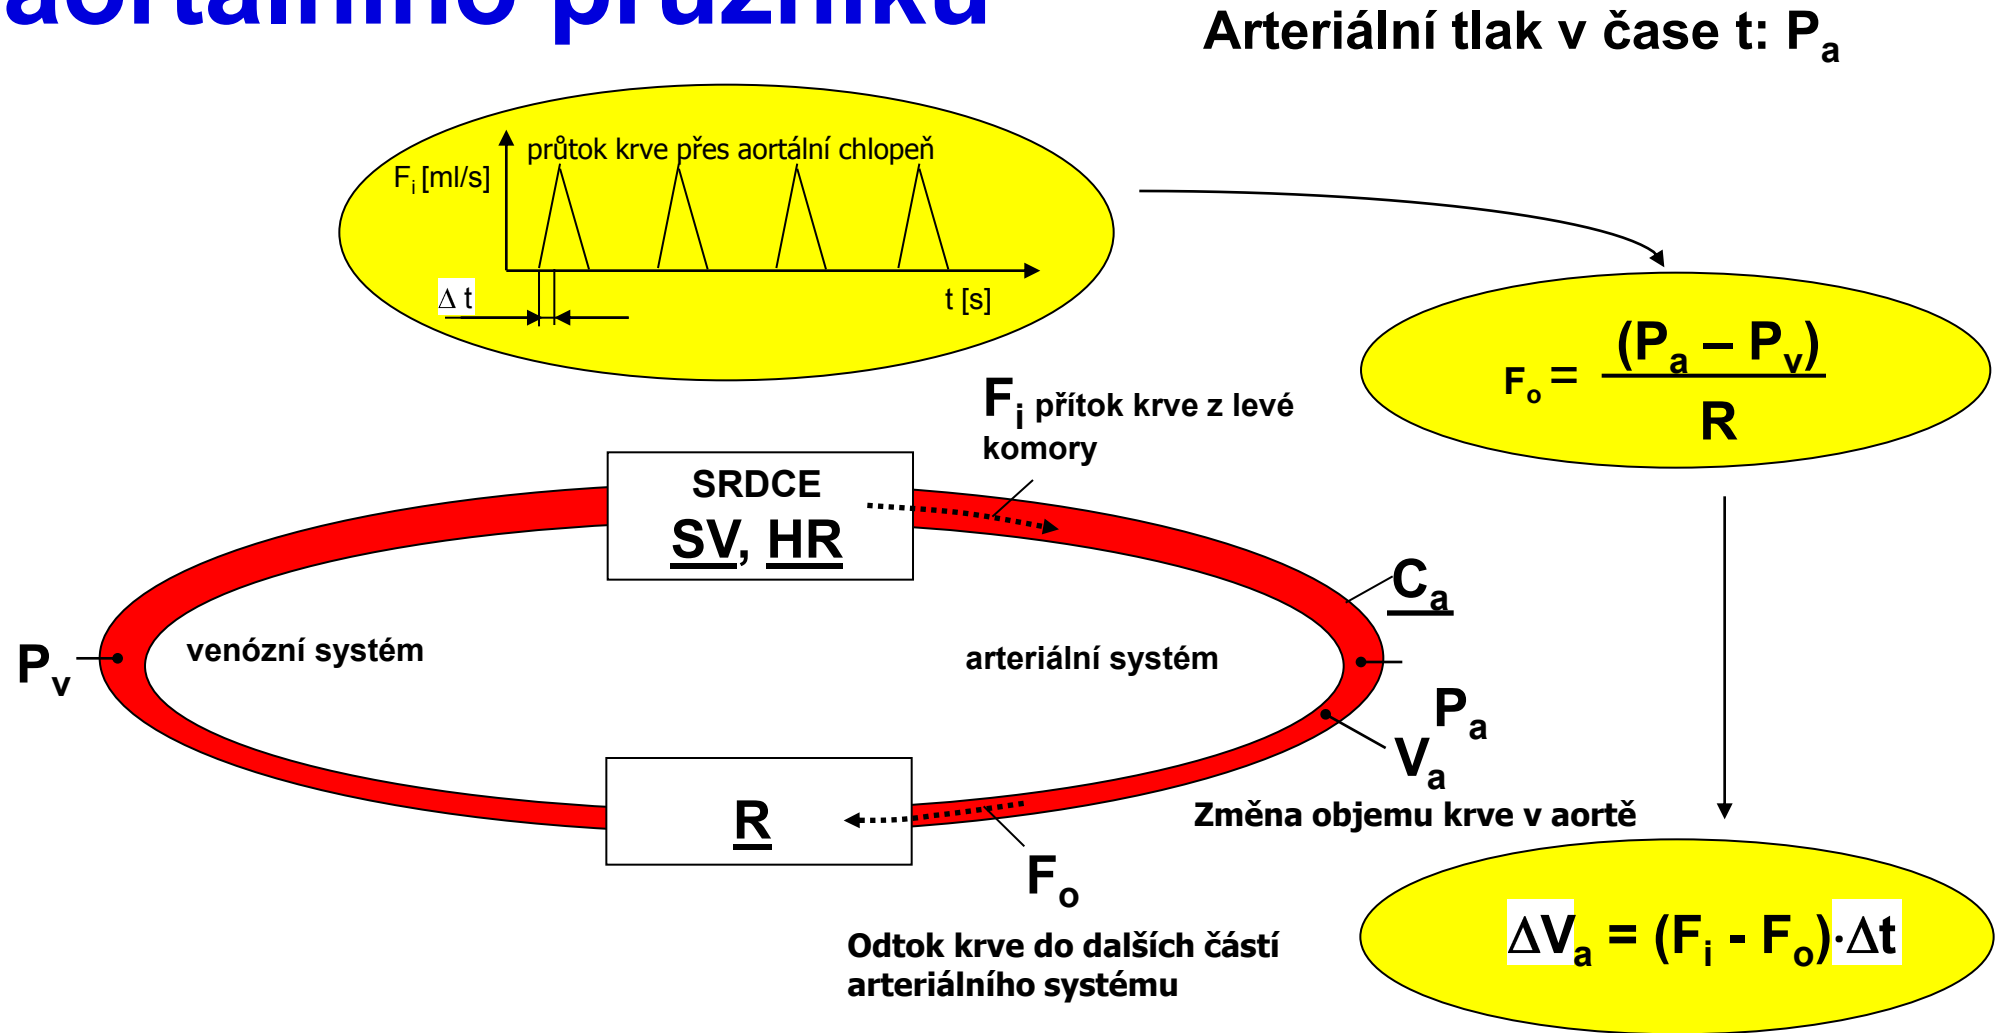 aortálního pružníku
Arteriální tlak v čase t: Pa
průtok krve přes aortální chlopeň
Fi [ml/s]
Δ t
t [s]
Fo = (Pa – Pv)
R
Fi přítok krve z levé
komory
SRDCE
SV, HR
Ca
Pv
venózní systém
arteriální systém
Pa
Va
Změna objemu krve v aortě
R
Fo
Odtok krve do dalších částí
arteriálního systému
ΔVa = (Fi - Fo)·Δt